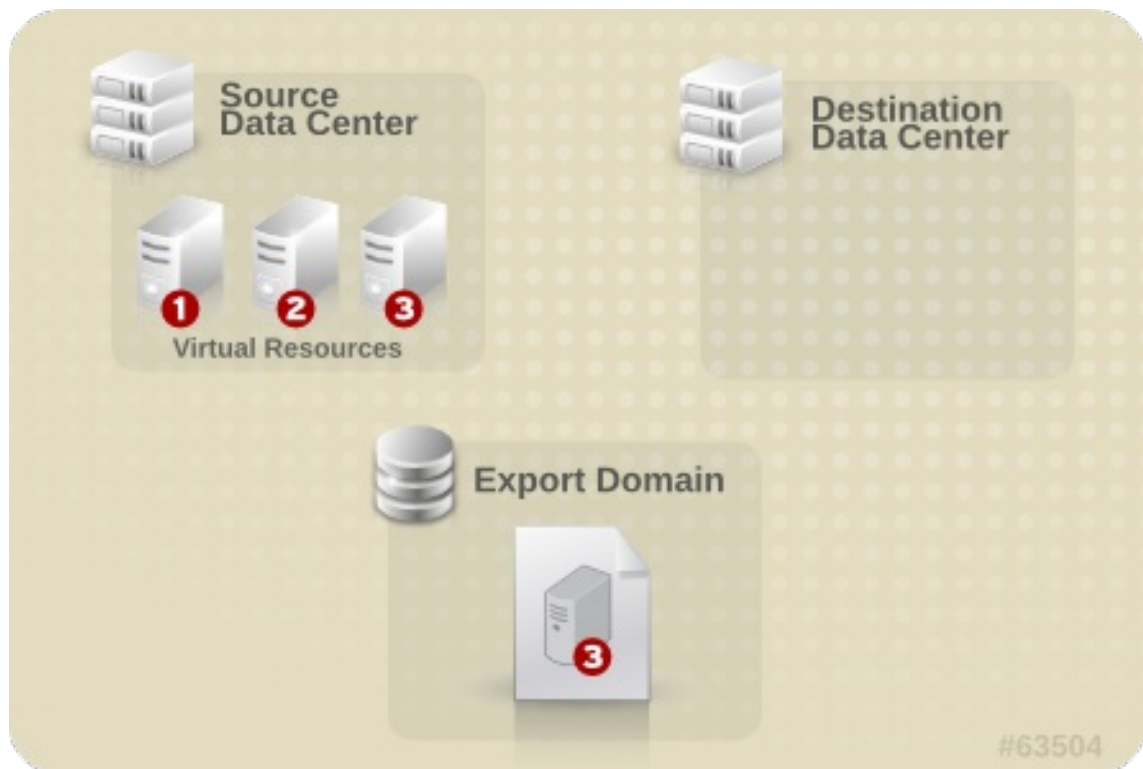 Source
Data Center
Destination
Data Center
1
2
3
Virtual Resources
Export Domain
3
#63504